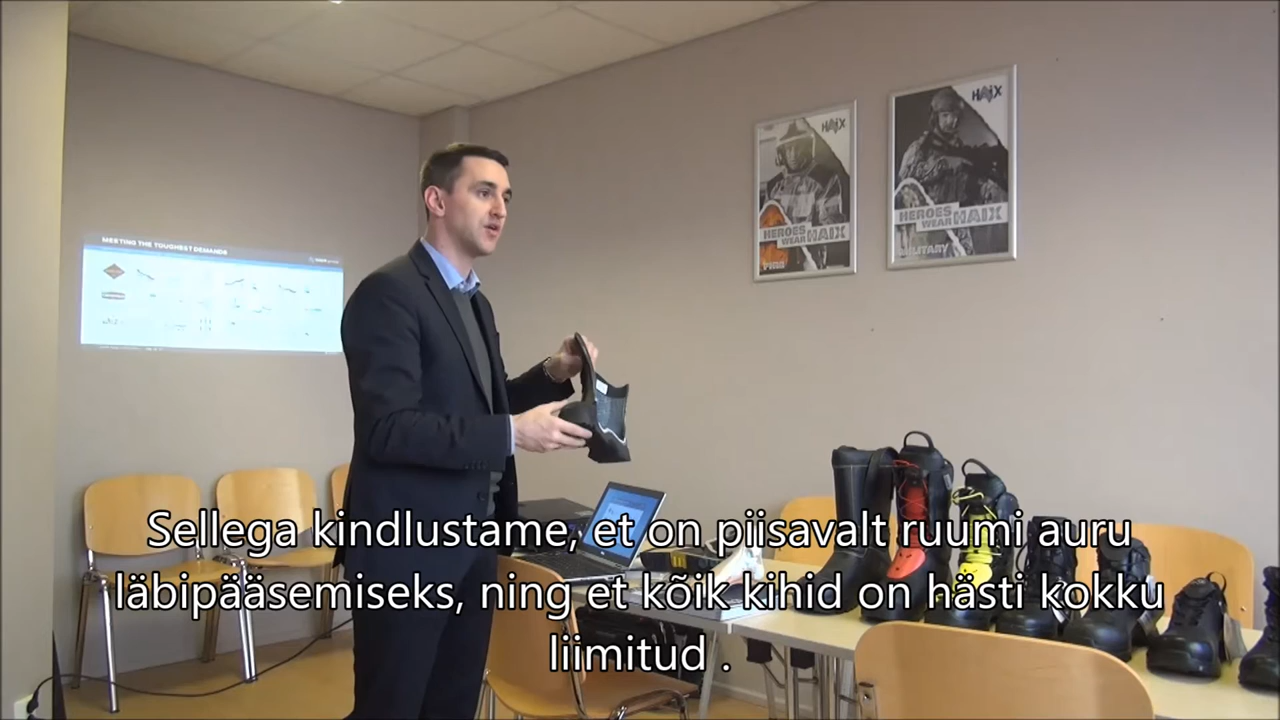 MEETING THE TOUGHEST DEMANDS
HAIX
HEROES
WEAR HAIX
FIRE
HAIX
HEROES
WEAR HAIX
MILITARY
Sellega kindlustame, et on piisavalt ruumi auru
läbipääsemiseks, ning et kõik kihid on hästi kokku
liimitud .